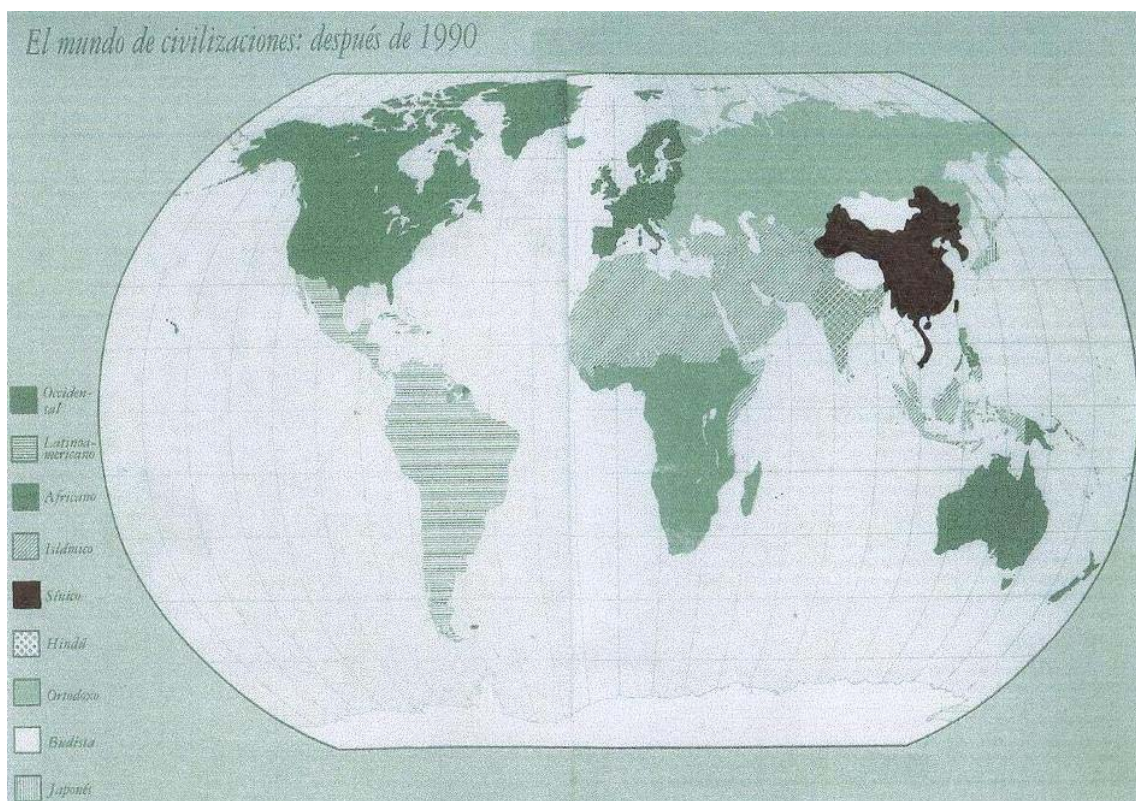 El mundo de civilizaciones: después de 1990
Occiden-
tal
Latinoa-
mericano
Africano
Islámico
Sínico
Hindú
Ortodoxo
Budista
Japonés